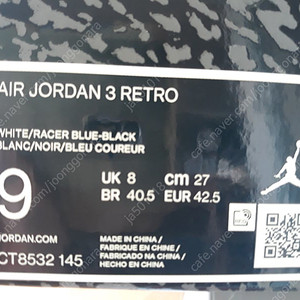 AIR JORDAN 3 RETRO
WHITE/RACER BLUE-BLACK
BLANC/NOIR/BLEU COUREUR
9
UK 8 cm 27
BR 40.5 EUR 42.5
JORDAN.COM
MADE IN CHINA /
FABRIQUE EN CHINE /
FABRICADO NA CHINA /
HECHO EN CHINA
CT8532 145